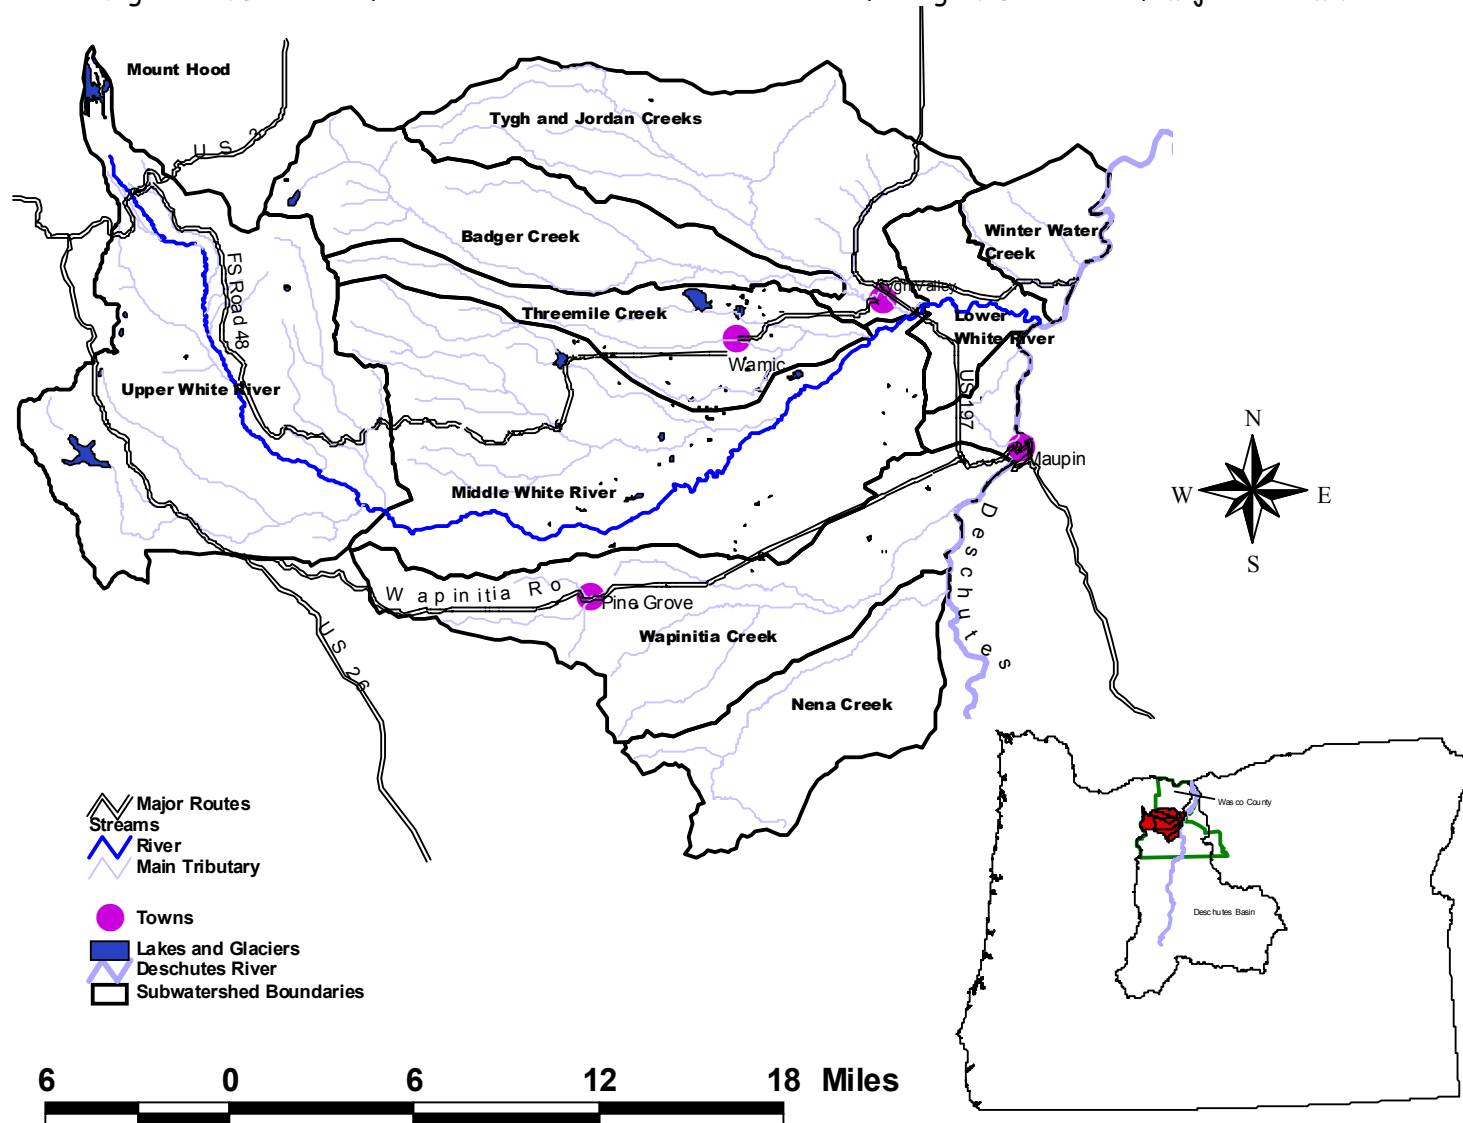 Mount Hood
U S
Tygh and Jordan Creeks
Badger Creek
Winter Water
Creek
FS Road 48
Tygh Valley
Threemile Creek
Lower
White River
Wamic
Upper White River
US 197
Maupin
Middle White River
N
W
E
S
Deschutes
Wapinitia Ro
Pine Grove
Wapinitia Creek
US 26
Nena Creek
Major Routes
Streams
River
Main Tributary
Towns
Lakes and Glaciers
Deschutes River
Subwatershed Boundaries
Wasco County
Deschutes Basin
6 0 6 12 18 Miles